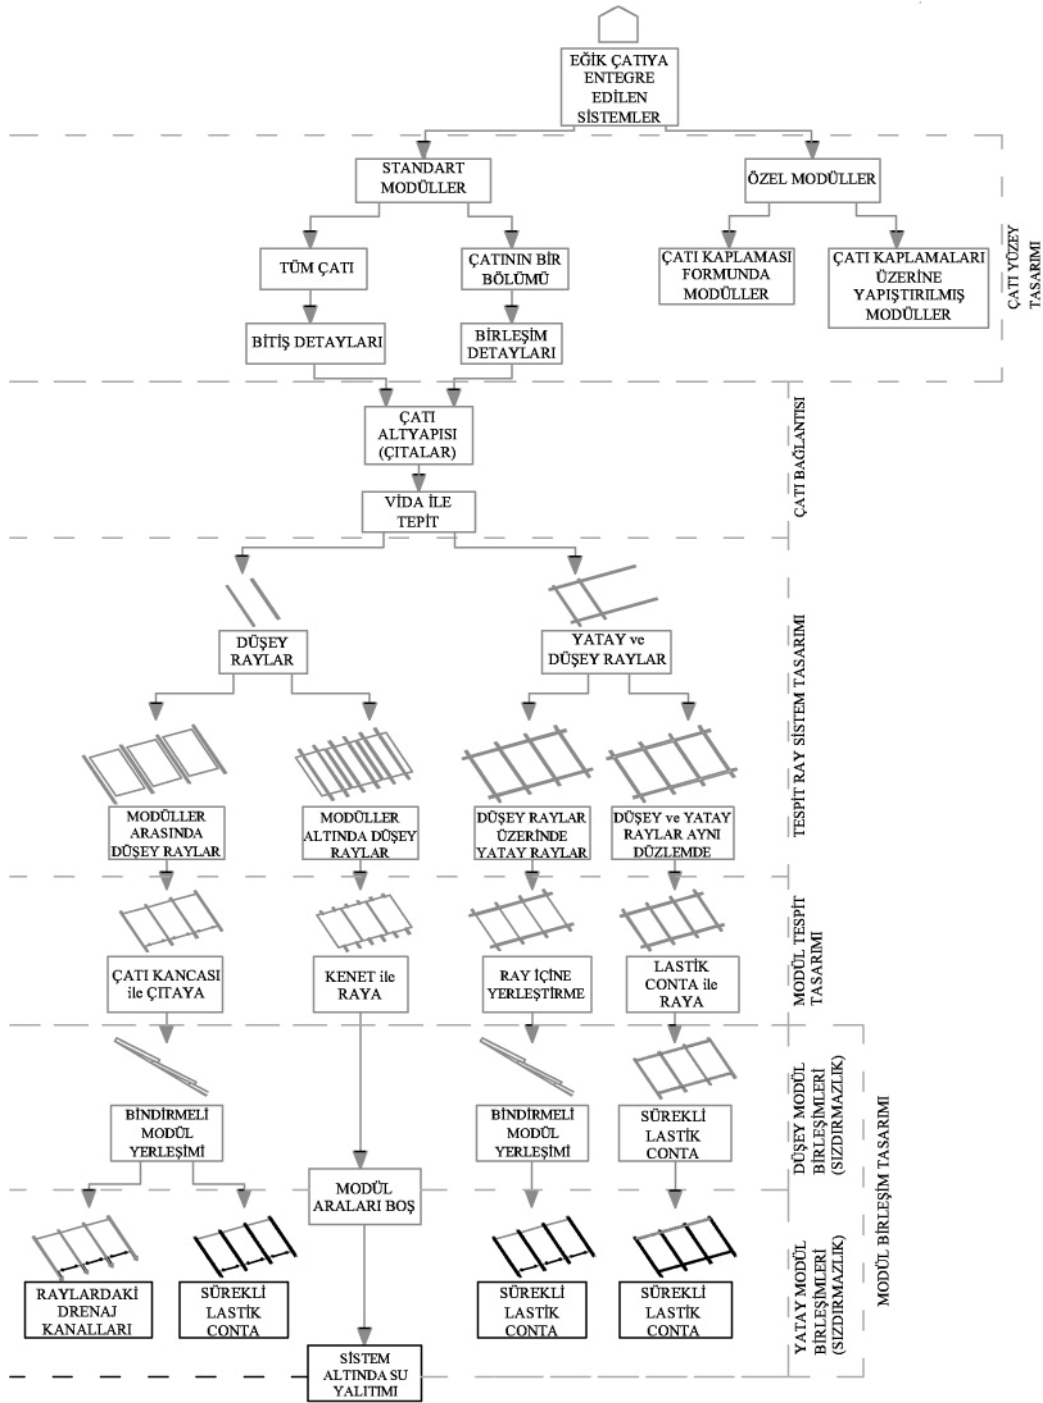 EĞİK ÇATIYA
ENTEGRE
EDİLEN
SİSTEMLER
STANDART
MODÜLLER
ÖZEL MODÜLLER
TÜM ÇATI
ÇATININ BİR
BÖLÜMÜ
ÇATI KAPLAMASI
FORMUNDA
MODÜLLER
ÇATI KAPLAMALARI
ÜZERİNE
YAPIŞTIRILMIŞ
MODÜLLER
BİTİŞ DETAYLARI
BİRLEŞİM
DETAYLARI
ÇATI YÜZEY
TASARIMI
ÇATI
ALTYAPISI
(ÇITALAR)
VİDA İLE
TEPİT
ÇATI BAĞLANTISI
DÜŞEY
RAYLAR
YATAY ve
DÜŞEY RAYLAR
MODÜLLER
ARASINDA
DÜŞEY RAYLAR
MODÜLLER
ALTINDA DÜŞEY
RAYLAR
DÜŞEY RAYLAR
ÜZERİNDE
YATAY RAYLAR
DÜŞEY ve YATAY
RAYLAR AYNI
DÜZLEMDE
TESPİT RAY SİSTEM TASARIMI
ÇATI KANCASI
ile ÇITAYA
KENET ile
RAYA
RAY İÇİNE
YERLEŞTİRME
LASTİK
CONTA ile
RAYA
MODÜL TESPİT
TASARIMI
BİNDİRMELİ
MODÜL
YERLEŞİMİ
BİNDİRMELİ
MODÜL
YERLEŞİMİ
SÜREKLİ
LASTİK
CONTA
DÜŞEY MODÜL
BİRLEŞİMLERİ
(SIZDIRMAZLIK)
MODÜL
ARALARI BOŞ
RAYLARDAKİ
DRENAJ
KANALLARI
SÜREKLİ
LASTİK
CONTA
SÜREKLİ
LASTİK
CONTA
SÜREKLİ
LASTİK
CONTA
YATAY MODÜL
BİRLEŞİMLERİ
(SIZDIRMAZLIK)
MODÜL BİRLEŞİM TASARIMI
SİSTEM
ALTINDA SU
YALITIMI